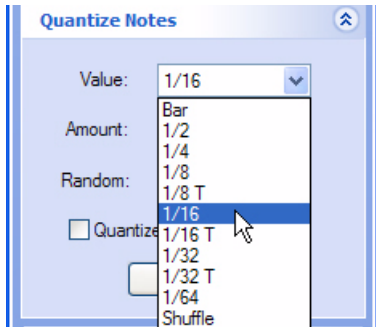 Quantize Notes
Value: 1/16
Bar
Amount: 1/2
1/4
1/8
Random: 1/8 T
1/16
Quantize 1/16 T
1/32
1/32 T
1/64
Shuffle